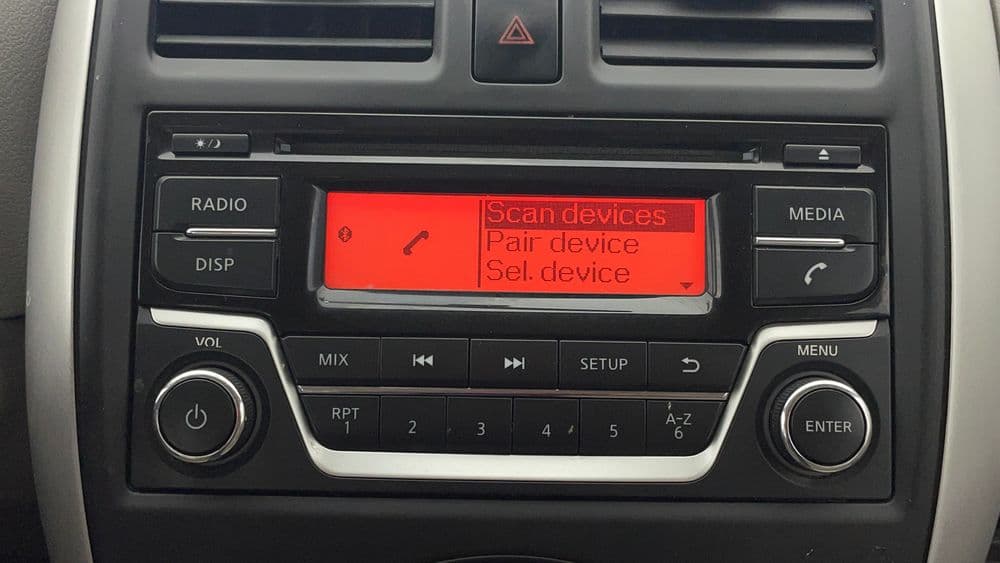 RADIO
DISP
Scan devices
Pair device
Sel. device
MEDIA
VOL
MIX
SETUP
MENU
RPT
1
2
3
4
5
A-Z
6
ENTER